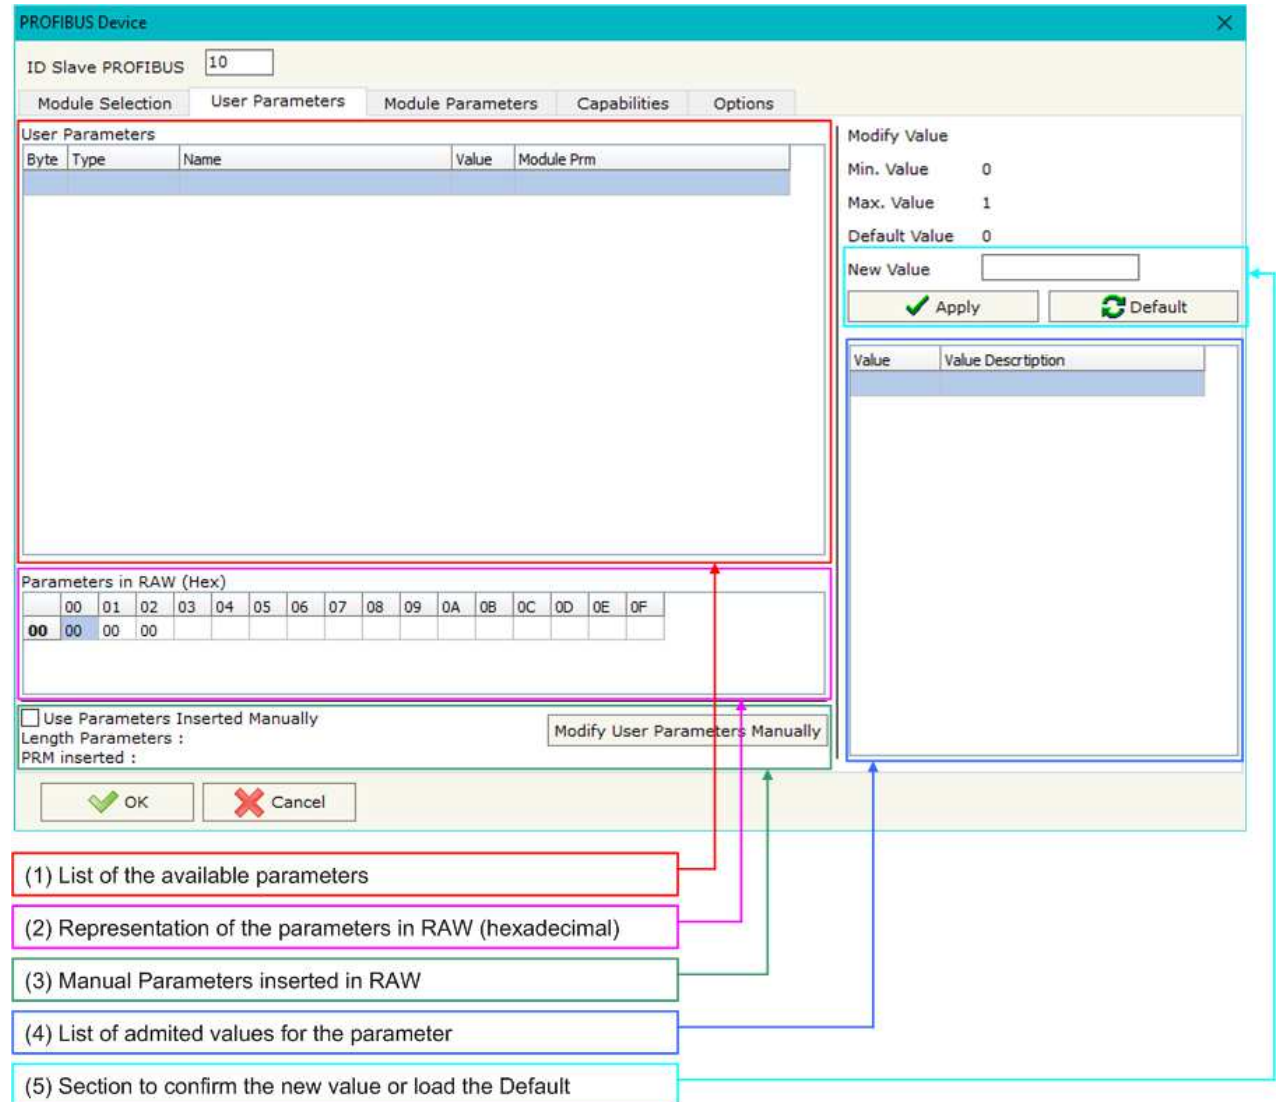 PROFIBUS Device
ID Slave PROFIBUS 10
Module Selection User Parameters Module Parameters Capabilities Options
User Parameters
Byte Type Name Value Module Prm
Modify Value
Min. Value 0
Max. Value 1
Default Value 0
New Value
Apply Default
Value Value Descrtiption
Parameters in RAW (Hex)
00 01 02 03 04 05 06 07 08 09 0A 0B 0C 0D 0E 0F
00 00 00 00
Use Parameters Inserted Manually
Length Parameters :
PRM inserted :
Modify User Parameters Manually
OK Cancel
(1) List of the available parameters
(2) Representation of the parameters in RAW (hexadecimal)
(3) Manual Parameters inserted in RAW
(4) List of admited values for the parameter
(5) Section to confirm the new value or load the Default